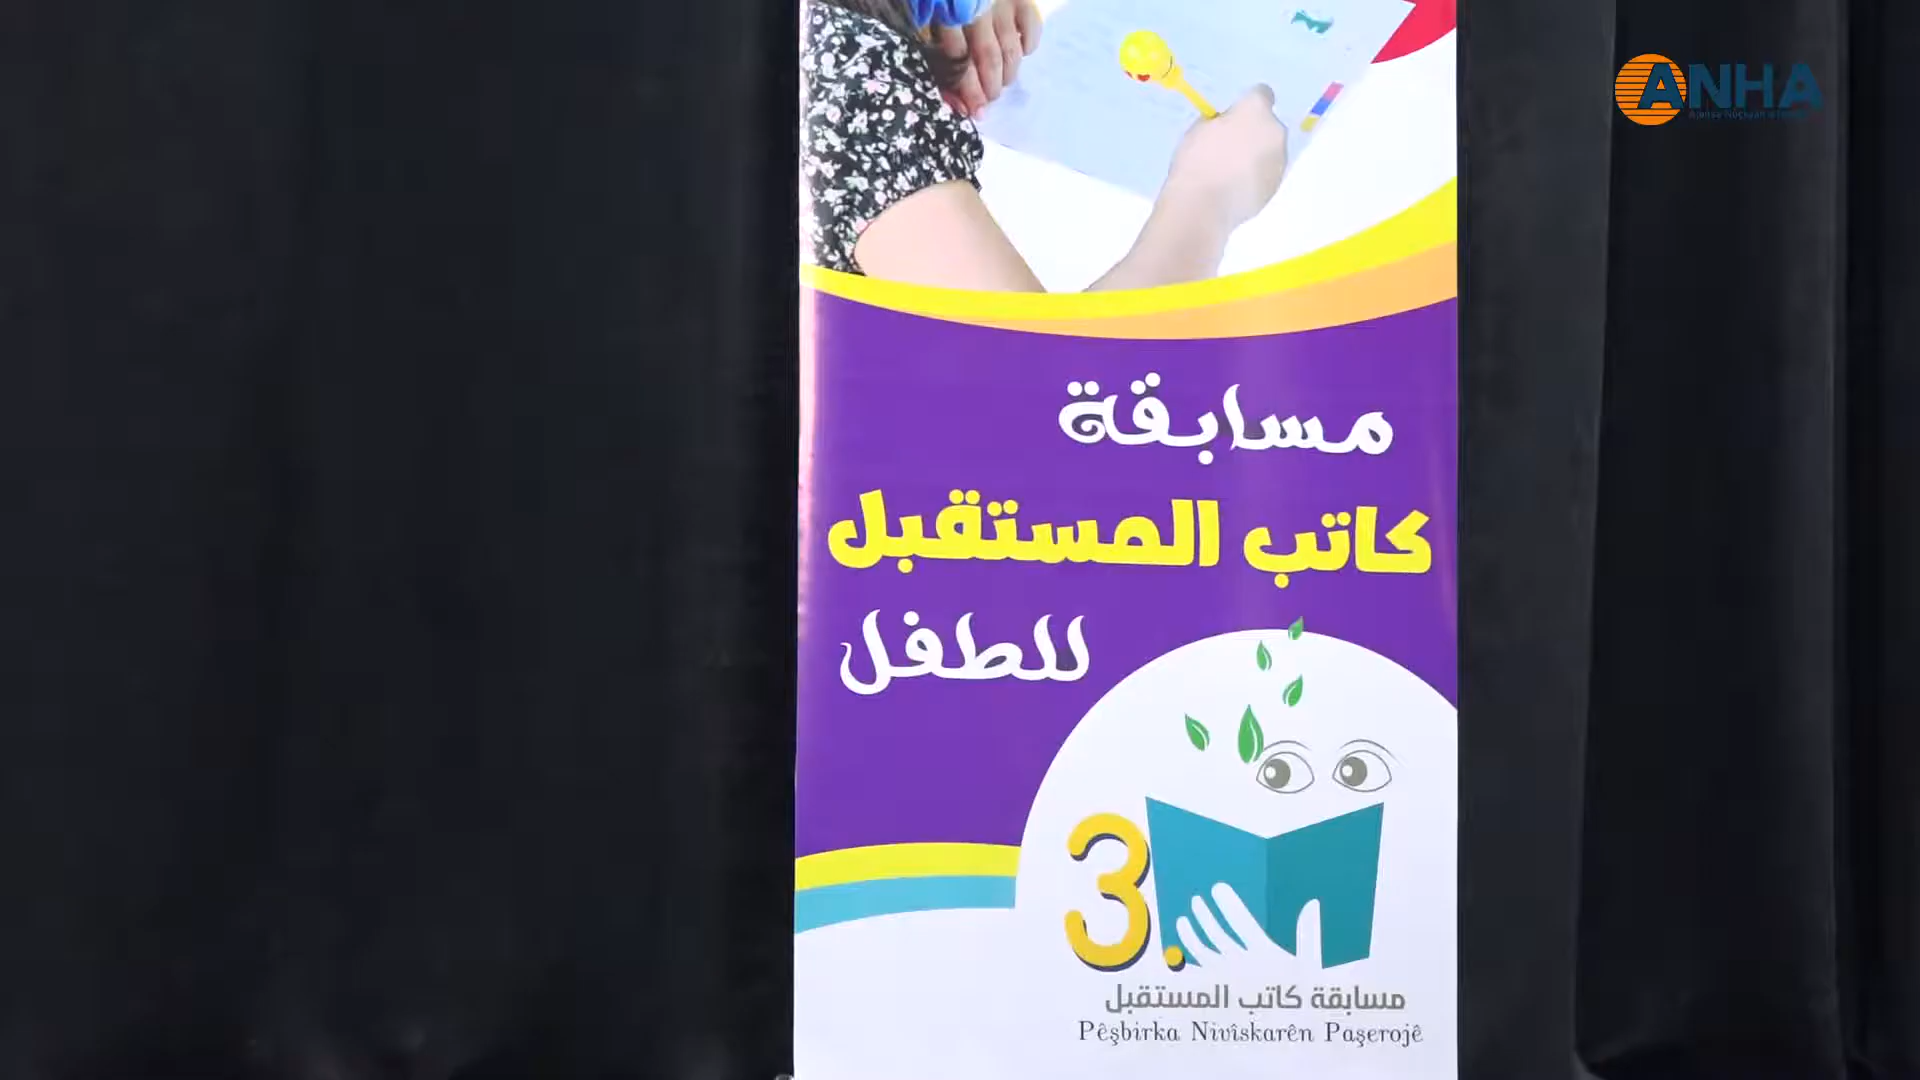 ANHA
مسابقة
كاتب المستقبل
للطفل
3.
مسابقة كاتب المستقبل
Pêşbirka Nivîskarên Paşerojê